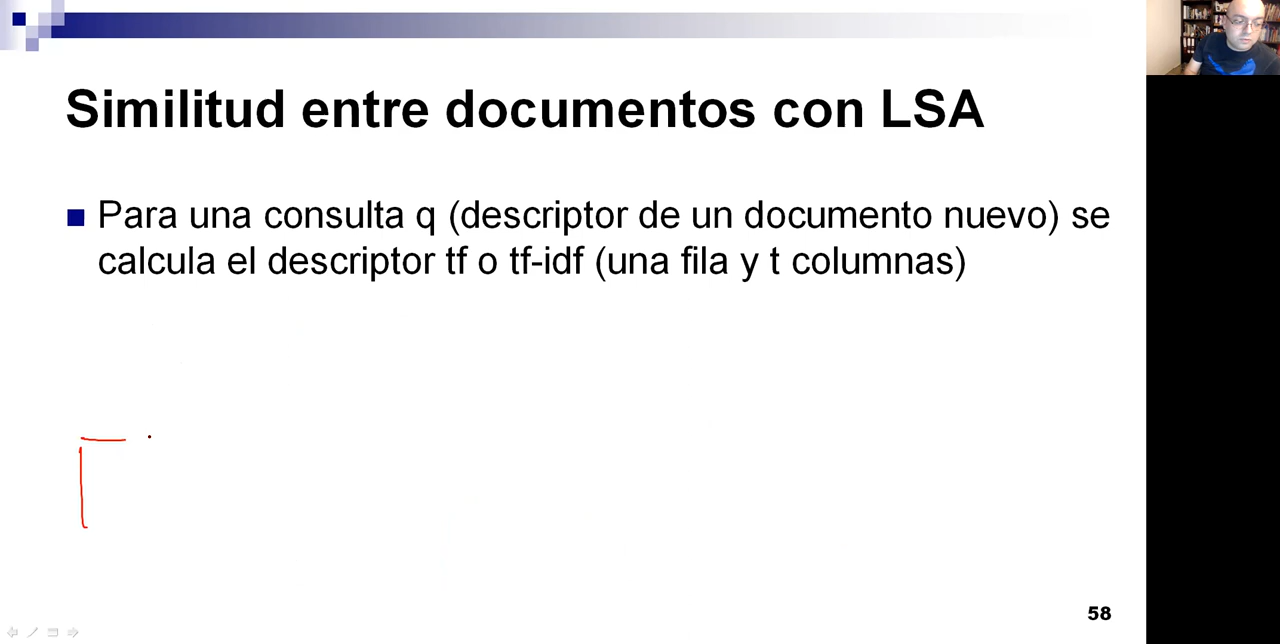 Similitud entre documentos con LSA
Para una consulta q (descriptor de un documento nuevo) se
calcula el descriptor tf o tf-idf (una fila y t columnas)
58